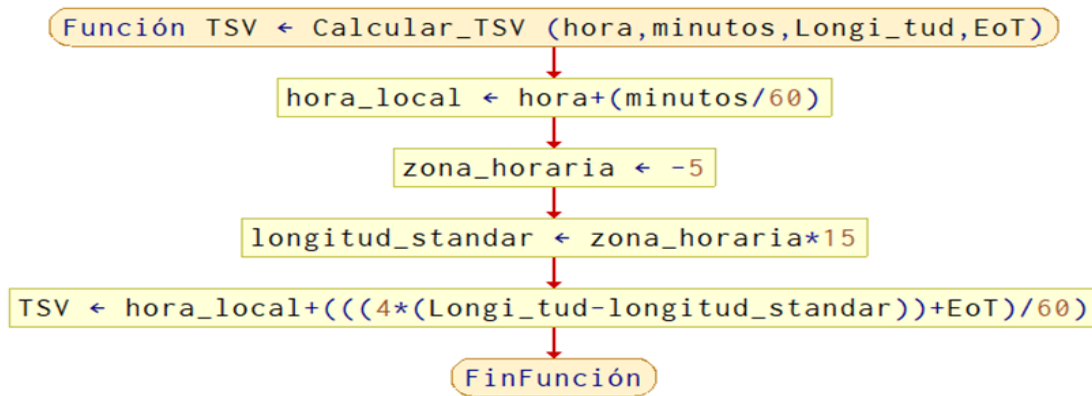 Función TSV ← Calcular_TSV (hora,minutos,Longi_tud,EoT)
hora_local ← hora+(minutos/60)
zona_horaria ← -5
longitud_standar ← zona_horaria*15
TSV ← hora_local+(((4*(Longi_tud-longitud_standar))+EoT)/60)
FinFunción